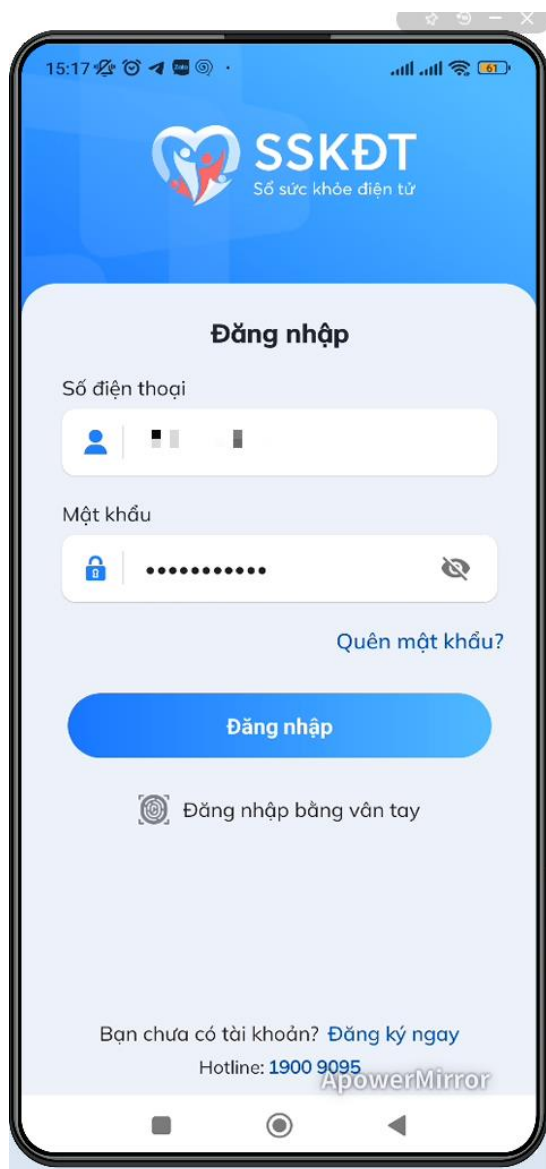 15:17
61
SSKĐT
Sổ sức khỏe điện tử
Đăng nhập
Số điện thoại
Mật khẩu
Quên mật khẩu?
Đăng nhập
Đăng nhập bằng vân tay
Bạn chưa có tài khoản? Đăng ký ngay
Hotline: 1900 9095
ApowerMirror